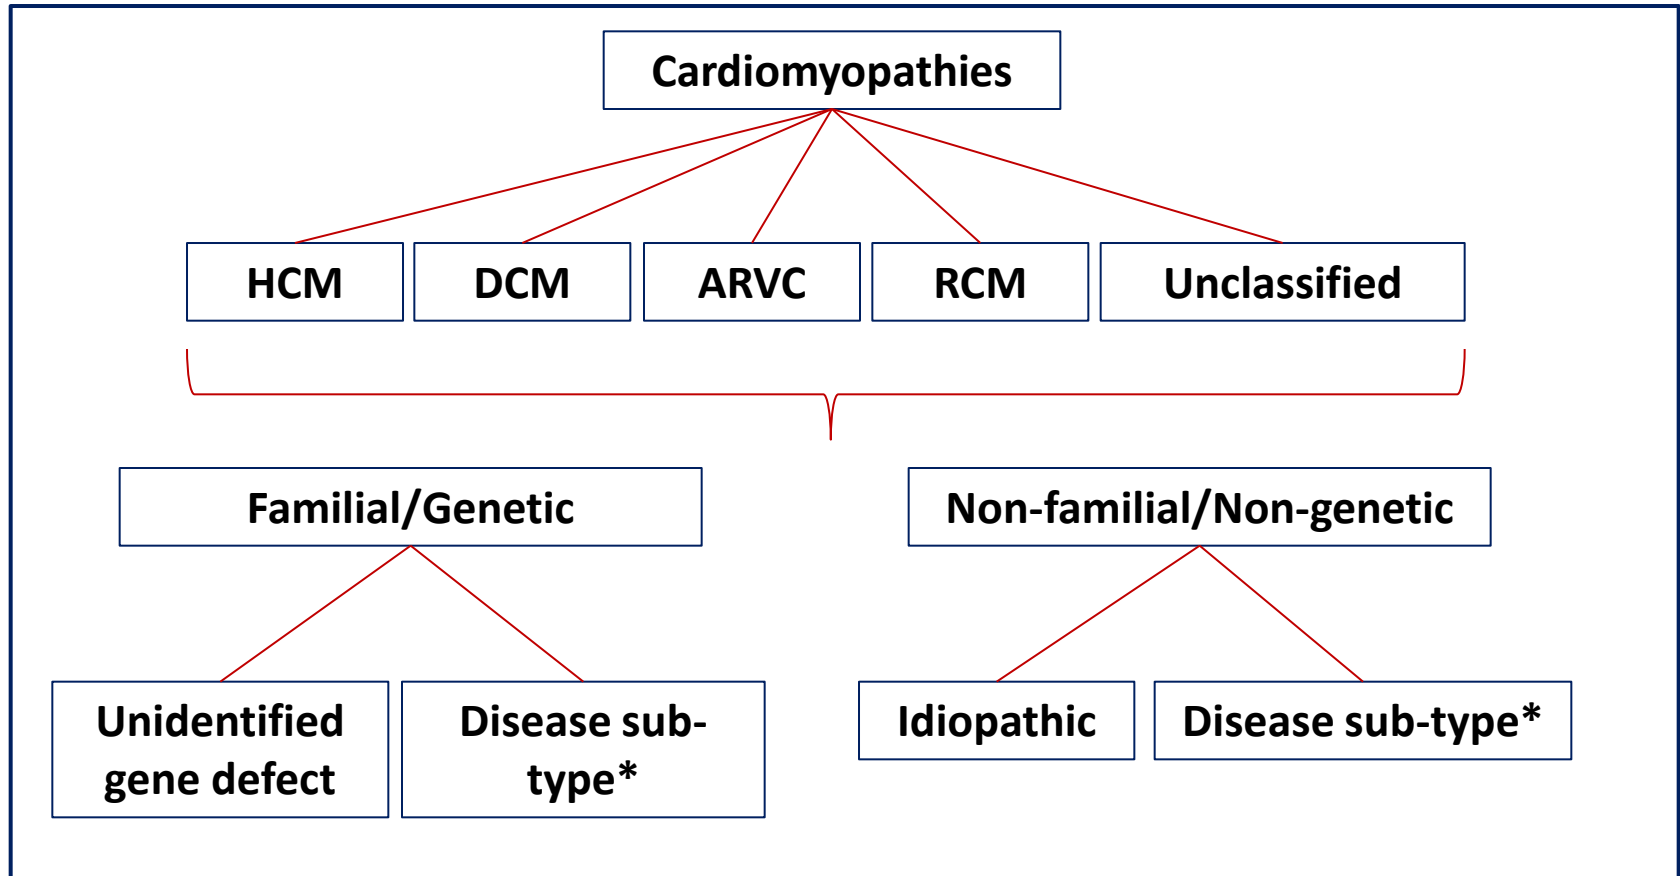 Cardiomyopathies
HCM
DCM
ARVC
RCM
Unclassified
Familial/Genetic
Non-familial/Non-genetic
Unidentified
gene defect
Disease sub-
type*
Idiopathic
Disease sub-type*